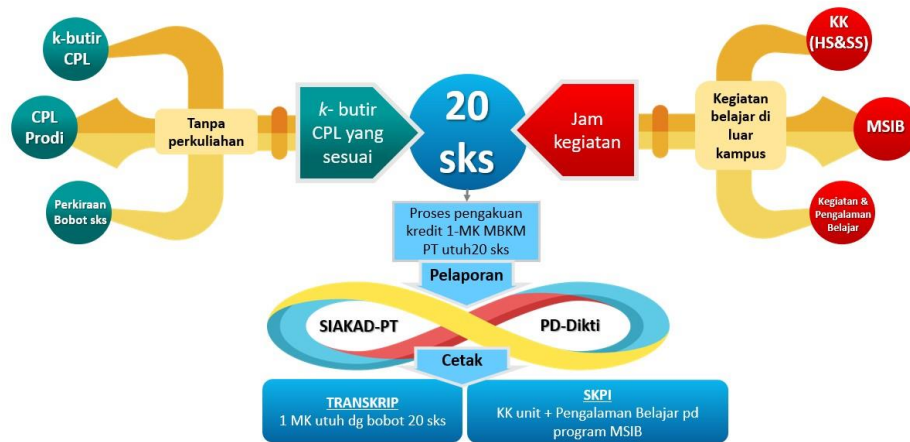 k-butir
CPL
CPL
Prodi
Perkiraan
Bobot sks
Tanpa
perkuliahan
k- butir
CPL yang
sesuai
20
sks
Jam
kegiatan
Kegiatan
belajar di
luar
kampus
KK
(HS&SS)
MSIB
Kegiatan &
Pengalaman
Belajar
Proses pengakuan
kredit 1-MK MBKM
PT utuh20 sks
Pelaporan
SIAKAD-PT
PD-Dikti
Cetak
TRANSKRIP
1 MK utuh dg bobot 20 sks
SKPI
KK unit + Pengalaman Belajar pd
program MSIB